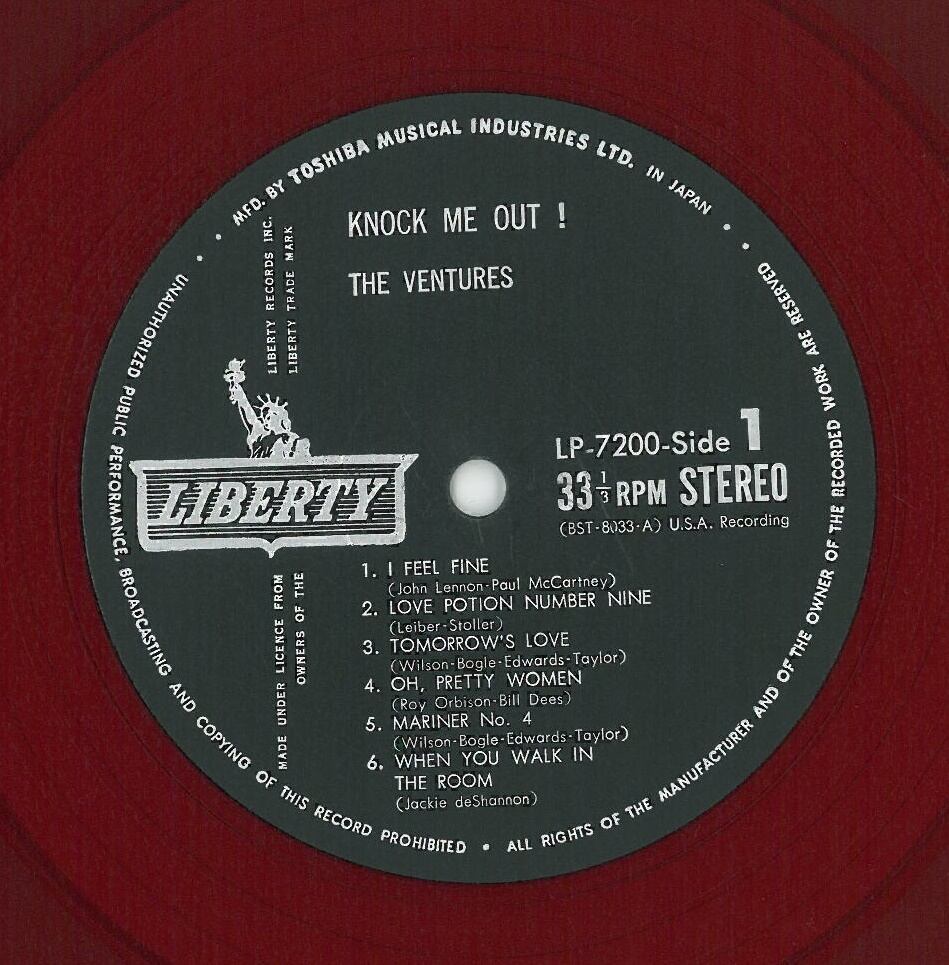 MFD. BY TOSHIBA MUSICAL INDUSTRIES LTD. IN JAPAN
KNOCK ME OUT !
THE VENTURES
LIBERTY RECORDS INC.
LIBERTY TRADE MARK
LIBERTY
LP-7200-Side 1
33 1/3 RPM STEREO
(BST-8033-A) U.S.A. Recording
MADE UNDER LICENCE FROM
OWNERS OF THE
1. I FEEL FINE
(John Lennon-Paul McCartney)
2. LOVE POTION NUMBER NINE
(Leiber-Stoller)
3. TOMORROW'S LOVE
(Wilson-Bogle-Edwards-Taylor)
4. OH, PRETTY WOMEN
(Roy Orbison-Bill Dees)
5. MARINER No. 4
(Wilson-Bogle-Edwards-Taylor)
6. WHEN YOU WALK IN
THE ROOM
(Jackie deShannon)
UNAUTHORIZED PUBLIC PERFORMANCE, BROADCASTING AND COPYING OF THIS RECORD PROHIBITED • ALL RIGHTS OF THE MANUFACTURER AND OF THE OWNER OF THE RECORDED WORK ARE RESERVED